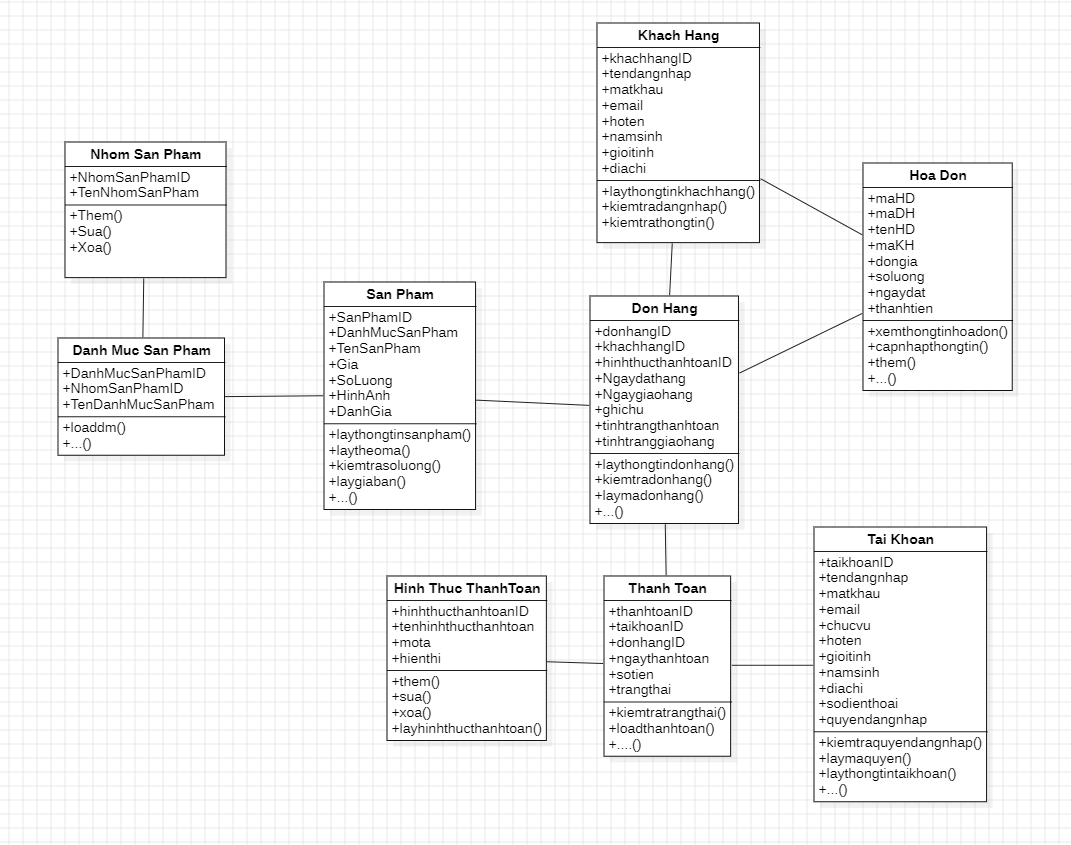 Khach Hang
+khachhangID
+tendangnhap
+matkhau
+email
+hoten
+namsinh
+gioitinh
+diachi
+laythongtinkhachhang()
+kiemtradangnhap()
+kiemtrathongtin()
Nhom San Pham
+NhomSanPhamID
+TenNhomSanPham
+Them()
+Sua()
+Xoa()
Hoa Don
+maHD
+maDH
+tenHD
+maKH
+dongia
+soluong
+ngaydat
+thanhtien
+xemthongtinhoadon()
+capnhapthongtin()
+them()
+...()
San Pham
+SanPhamID
+DanhMucSanPham
+TenSanPham
+Gia
+SoLuong
+HinhAnh
+DanhGia
+laythongtinsanpham()
+laytheoma()
+kiemtrasoluong()
+laygiaban()
+...()
Don Hang
+donhangID
+khachhangID
+hinhthucthanhtoanID
+Ngaydathang
+Ngaygiaohang
+ghichu
+tinhtrangthanhtoan
+tinhtranggiaohang
+laythongtindonhang()
+kiemtradonhang()
+laymadonhang()
+...()
Danh Muc San Pham
+DanhMucSanPhamID
+NhomSanPhamID
+TenDanhMucSanPham
+loaddm()
+...()
Hinh Thuc ThanhToan
+hinhthucthanhtoanID
+tenhinhthucthanhtoan
+mota
+hienthi
+them()
+sua()
+xoa()
+layhinhthucthanhtoan()
Thanh Toan
+thanhtoanID
+taikhoanID
+donhangID
+ngaythanhtoan
+sotien
+trangthai
+kiemtratrangthai()
+loadthanhtoan()
+....()
Tai Khoan
+taikhoanID
+tendangnhap
+matkhau
+email
+chucvu
+hoten
+gioitinh
+namsinh
+diachi
+sodienthoai
+quyendangnhap
+kiemtraquyendangnhap()
+laymaquyen()
+laythongtintaikhoan()
+...()